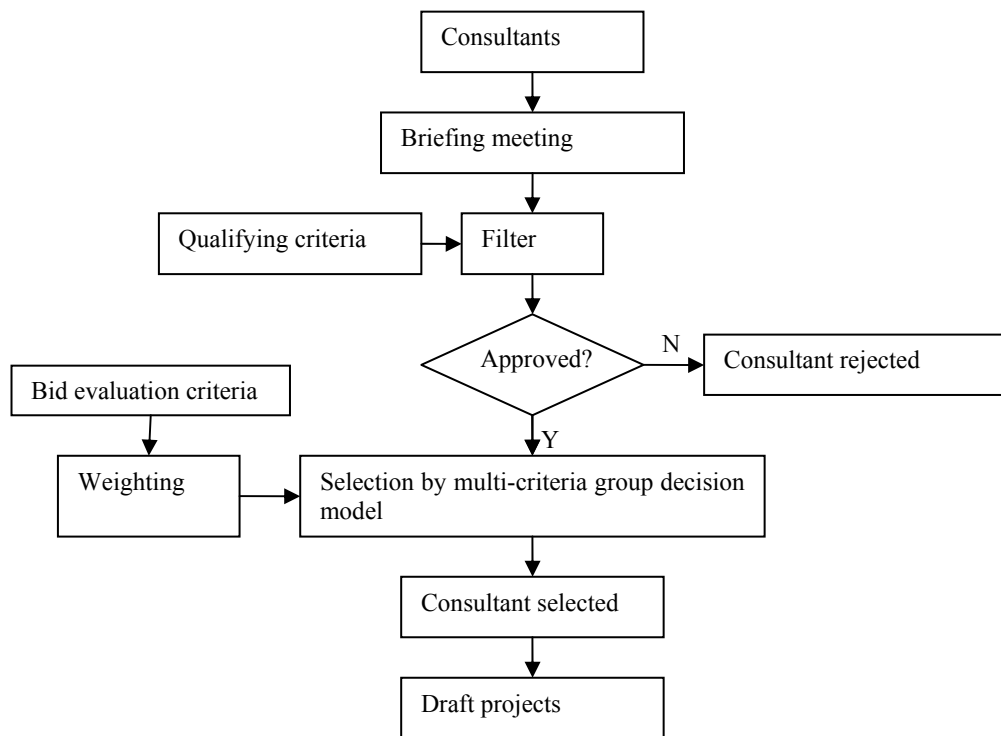 Consultants
Briefing meeting
Qualifying criteria
Filter
Approved?
N
Consultant rejected
Bid evaluation criteria
Y
Weighting
Selection by multi-criteria group decision
model
Consultant selected
Draft projects